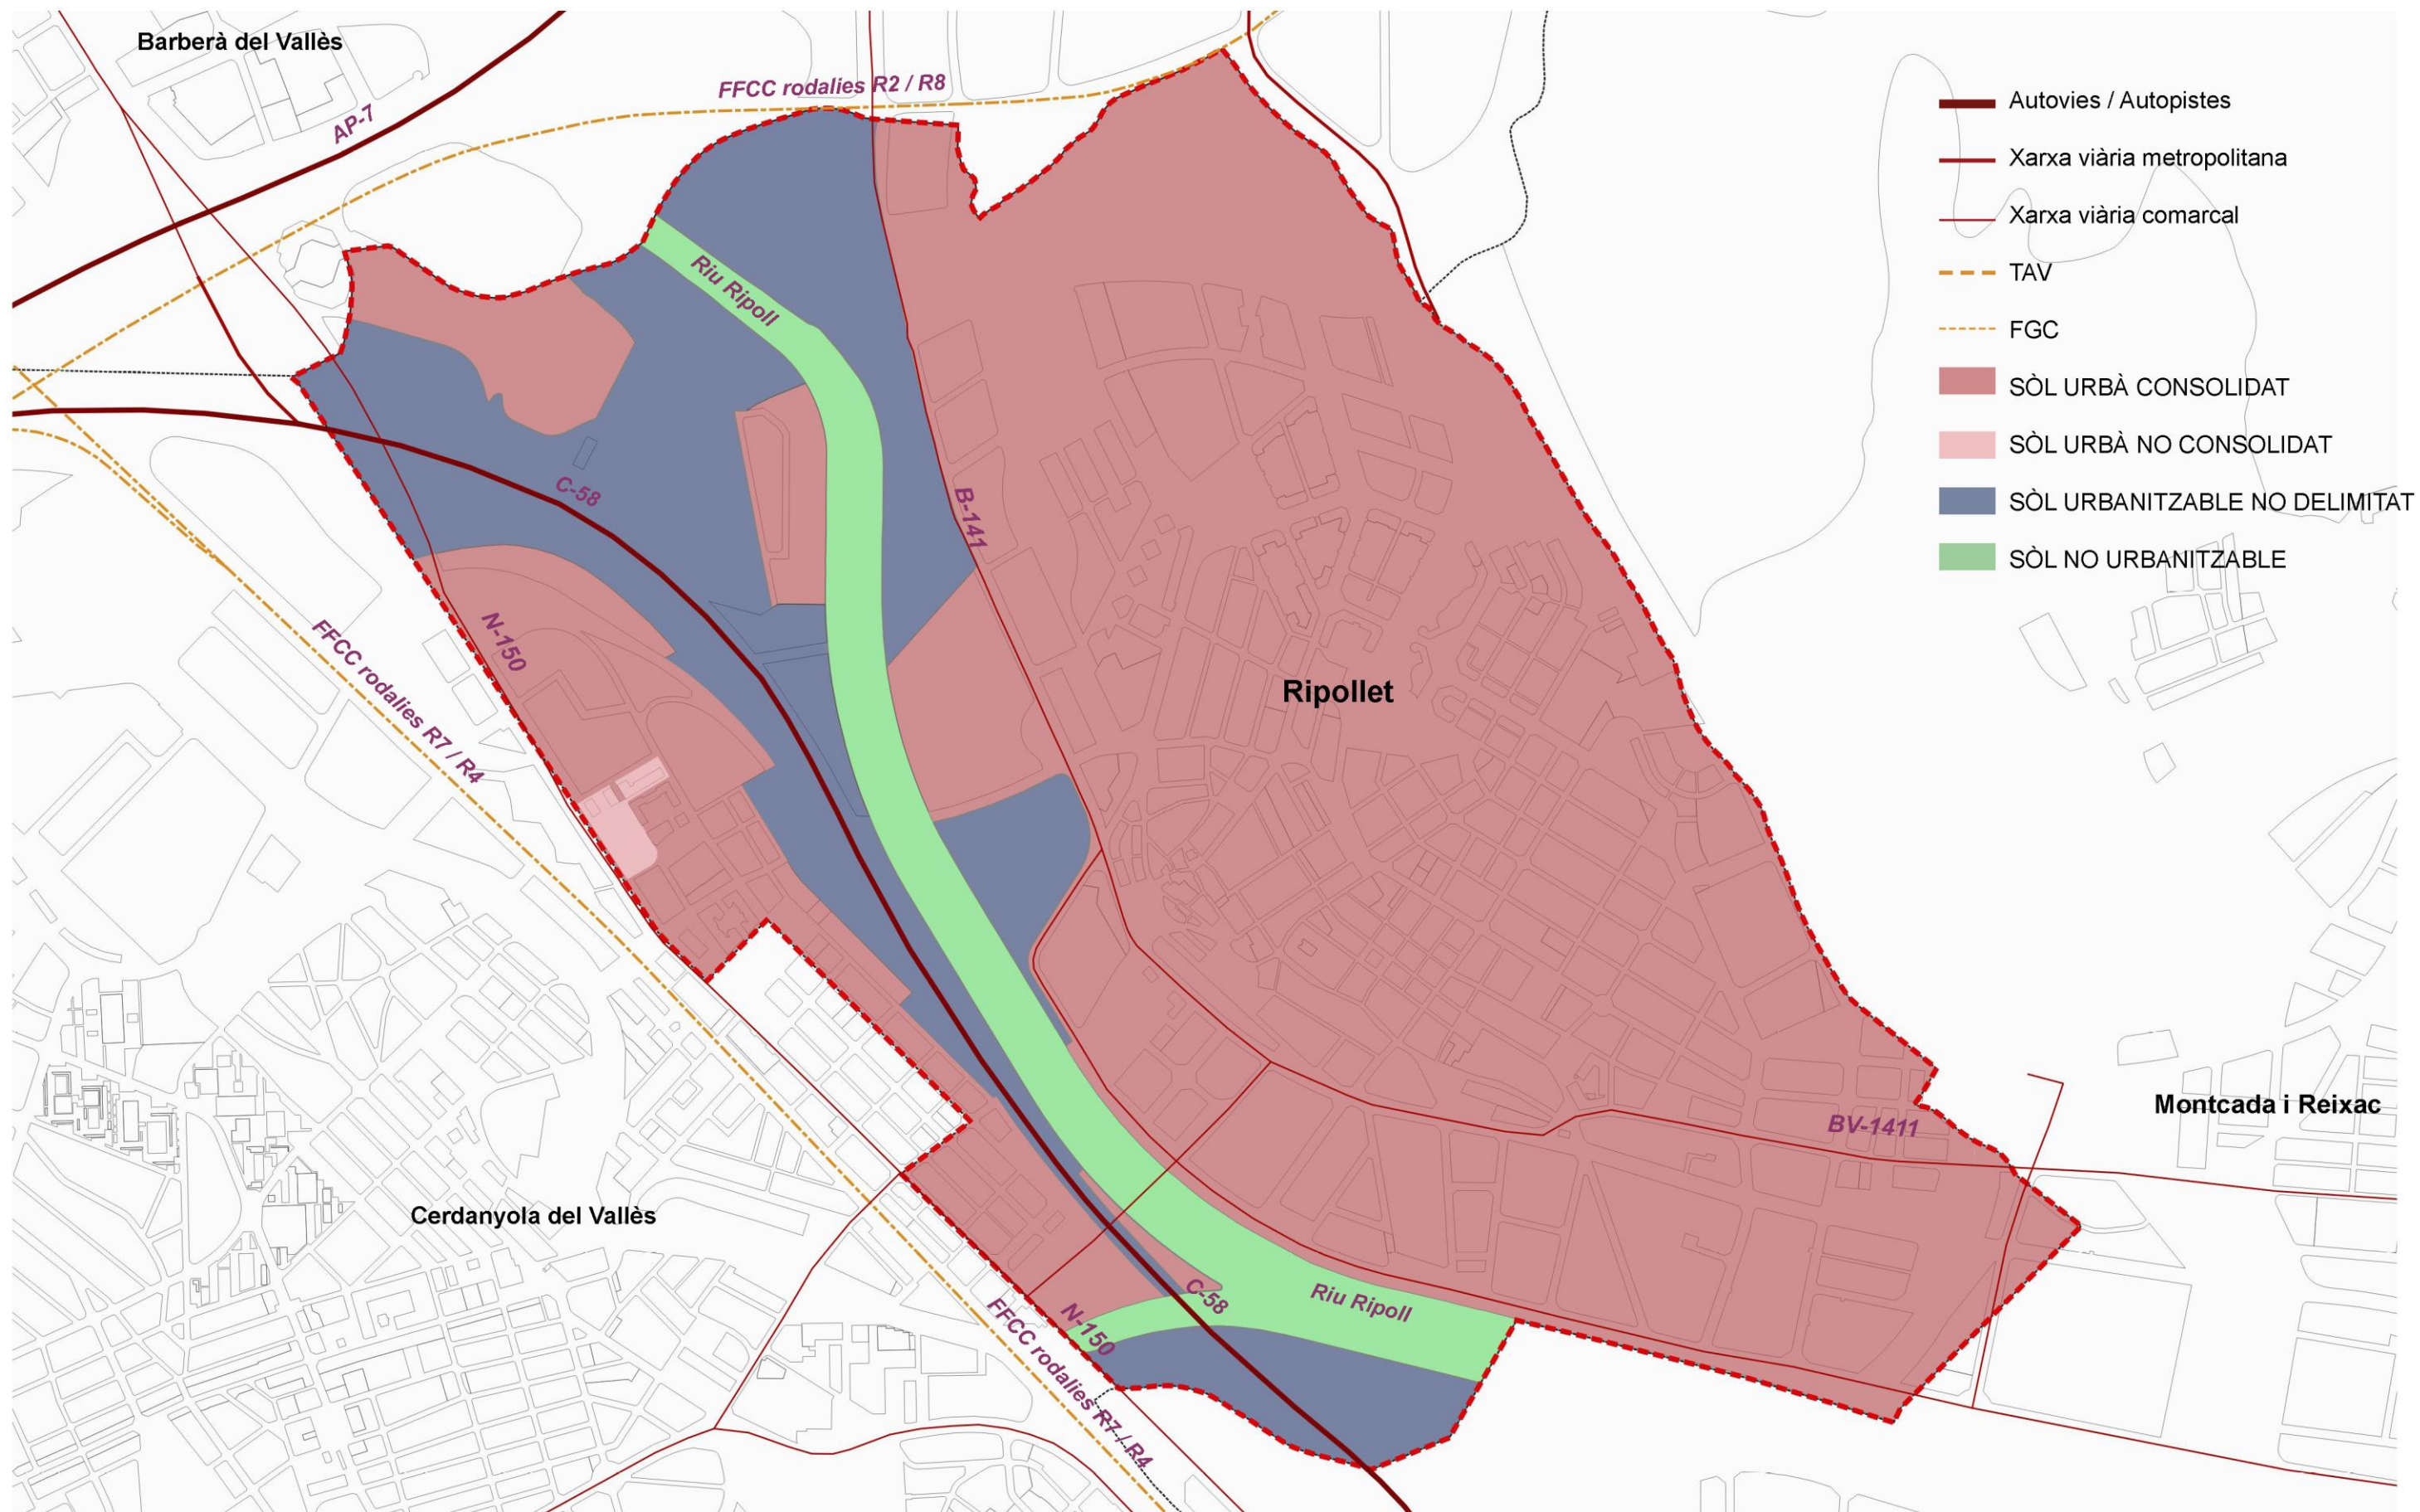 Barberà del Vallès
AP-7
FFCC rodalies R2 / R8
Autovies / Autopistes
Xarxa viària metropolitana
Xarxa viària comarcal
TAV
FGC
SÒL URBÀ CONSOLIDAT
SÒL URBÀ NO CONSOLIDAT
SÒL URBANITZABLE NO DELIMITAT
SÒL NO URBANITZABLE
Riu Ripoll
C-58
B-141
N-150
FFCC rodalies R7 / R4
Ripollet
Montcada i Reixac
BV-1411
Cerdanyola del Vallès
C-58
Riu Ripoll
N-150
FFCC rodalies R7 / R4